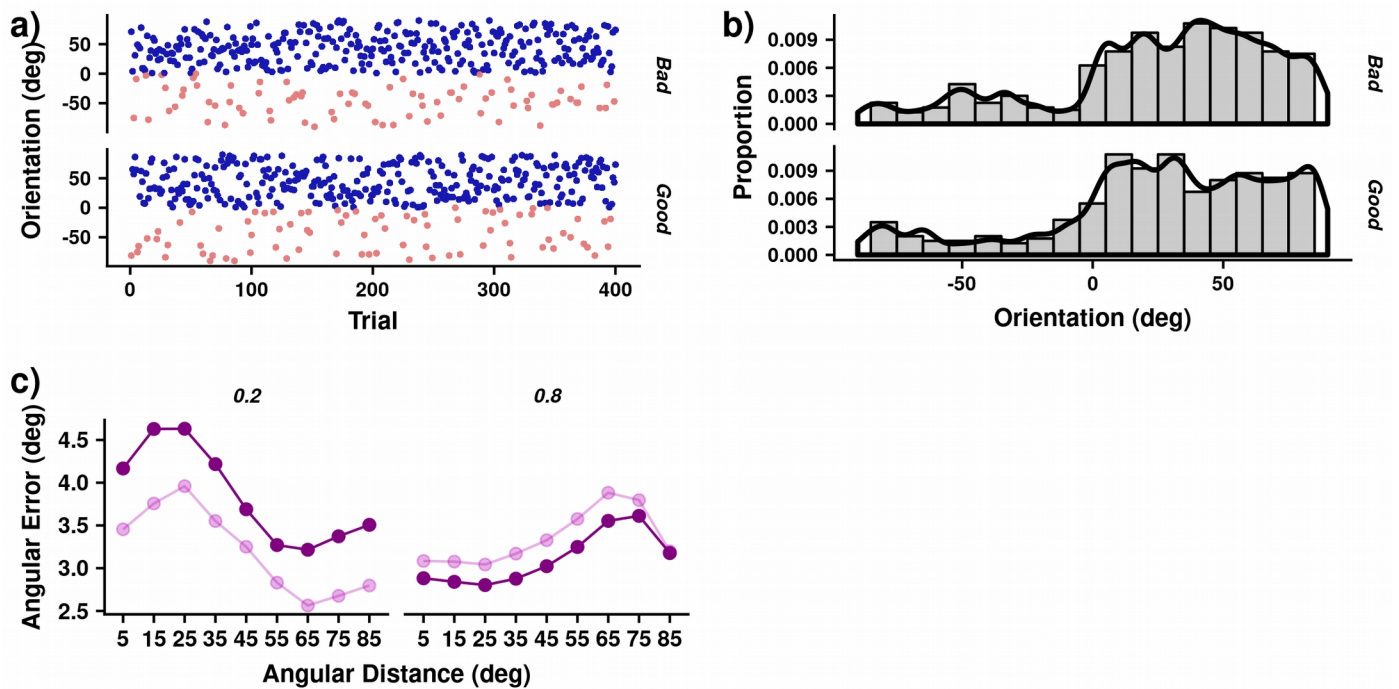 a)
Orientation (deg)
50
0
-50
Bad
50
0
-50
Good
0 100 200 300 400
Trial
b)
Proportion
0.009
0.006
0.003
0.000
Bad
0.009
0.006
0.003
0.000
Good
-50 0 50
Orientation (deg)
c)
0.2 0.8
Angular Error (deg)
4.5
4.0
3.5
3.0
2.5
5 15 25 35 45 55 65 75 85 5 15 25 35 45 55 65 75 85
Angular Distance (deg)